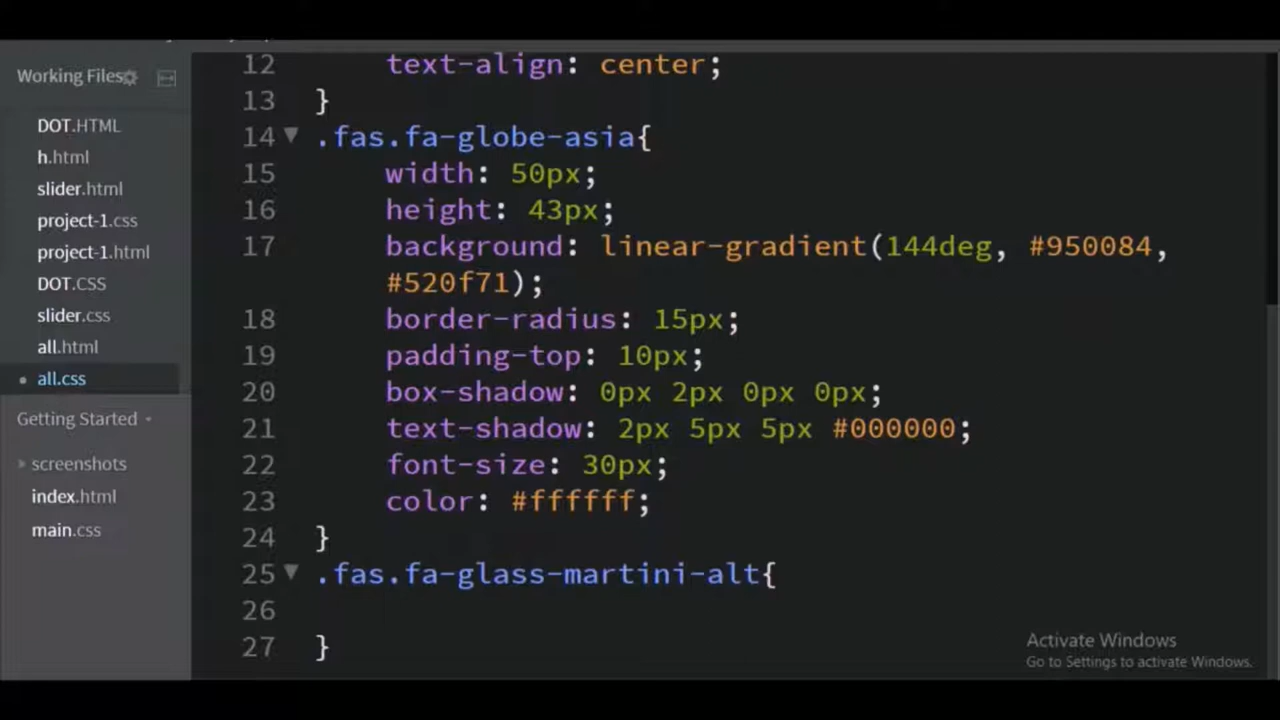 Working Files
DOT.HTML
h.html
slider.html
project-1.css
project-1.html
DOT.CSS
slider.css
all.html
all.css
Getting Started
screenshots
index.html
main.css
12 text-align: center;
13 }
14 .fas.fa-globe-asia{
15 width: 50px;
16 height: 43px;
17 background: linear-gradient(144deg, #950084,
#520f71);
18 border-radius: 15px;
19 padding-top: 10px;
20 box-shadow: 0px 2px 0px 0px;
21 text-shadow: 2px 5px 5px #000000;
22 font-size: 30px;
23 color: #ffffff;
24 }
25 .fas.fa-glass-martini-alt{
26
27 }
Activate Windows
Go to Settings to activate Windows.